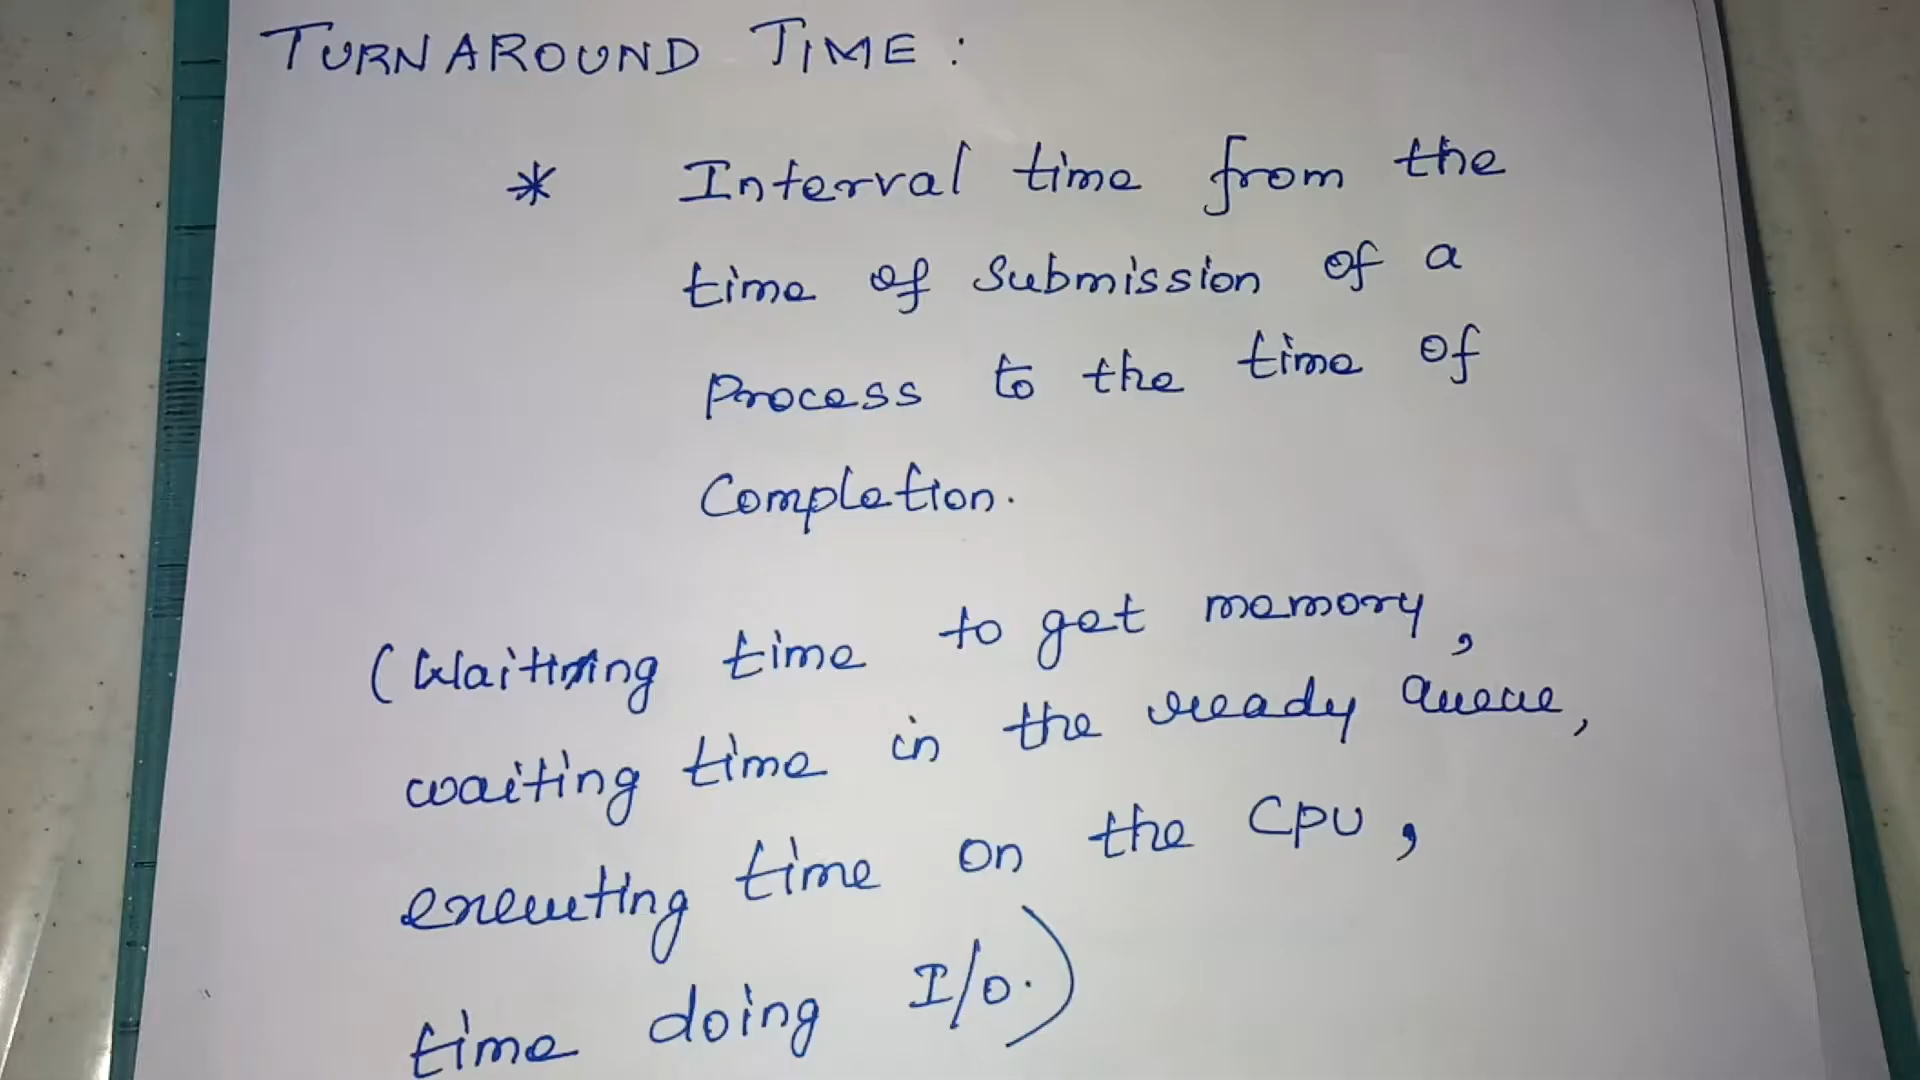 TURNAROUND TIME :
* Interval time from the
time of submission of a
Process to the time of
Completion.
(Waiting time to get memory,
waiting time in the ready queue,
executing time on the CPU,
time doing I/O.)